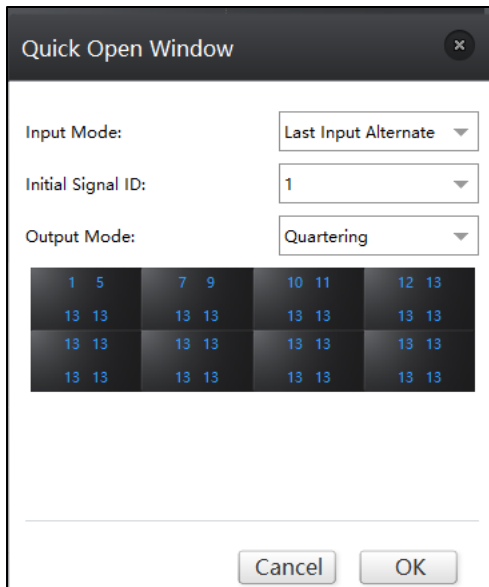 Quick Open Window
Input Mode: Last Input Alternate
Initial Signal ID: 1
Output Mode: Quartering
1 5 7 9 10 11 12 13
13 13 13 13 13 13 13 13
13 13 13 13 13 13 13 13
13 13 13 13 13 13 13 13
Cancel OK